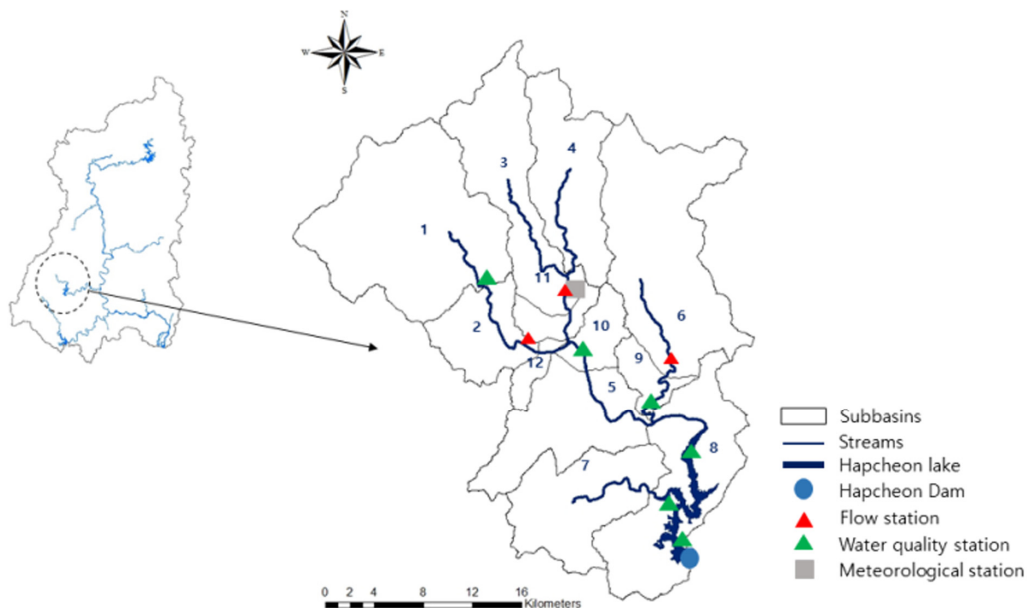 N
W E
S
3
4
1
11
6
2
10
9
12
5
8
7
Subbasins
Streams
Hapcheon lake
Hapcheon Dam
Flow station
Water quality station
Meteorological station
0 2 4 8 12 16
Kilometers